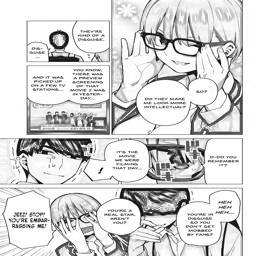 SO?
DO THEY MAKE
ME LOOK MORE
INTELLECTUAL?
THEY'RE
KIND OF A
DISGUISE.
DIS-
GUISE...
YOU KNOW,
THERE WAS
A PREVIEW
SCREENING
OF THAT
MOVIE I WAS
IN YESTER-
DAY...
AND IT WAS
PICKED UP
ON A FEW TV
STATIONS...
D-DO YOU
REMEMBER
IT?
IT'S THE
MOVIE
WE WERE
FILMING
THAT DAY...
HEH
HEH
HEH...
YOU'RE IN
DISGUISE
SO YOU
DON'T GET
MOBBED
BY FANS?
YOU'RE A
REAL STAR,
AREN'T
YOU?
JEEZ! STOP!
YOU'RE EMBAR-
RASSING ME!